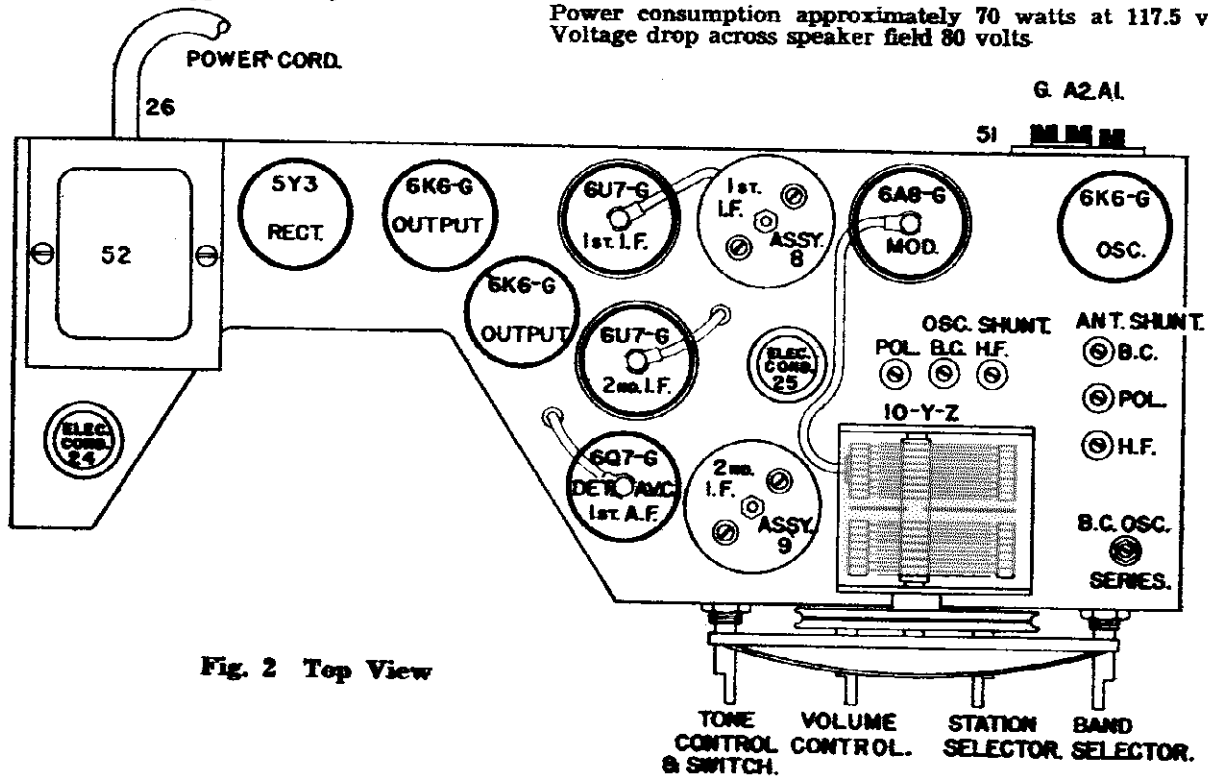 Power consumption approximately 70 watts at 117.5 v
Voltage drop across speaker field 80 volts
POWER CORD.
26
G. A2. A1.
51
5Y3
RECT.
6K6-G
OUTPUT
6U7-G
1ST. I.F.
1ST.
I.F.
ASSY.
8
6A8-G
MOD.
6K6-G
OSC.
52
6K6-G
OUTPUT
6U7-G
2ND. I.F.
ELEC.
COND.
25
OSC. SHUNT.
POL. B.C. H.F.
ANT. SHUNT.
B.C.
POL.
H.F.
10-Y-Z
ELEC.
COND.
24
6Q7-G
DET. AVC.
1ST. A.F.
2ND.
I.F.
ASSY.
9
B.C. OSC.
SERIES.
Fig. 2 Top View
TONE
CONTROL
& SWITCH.
VOLUME
CONTROL.
STATION
SELECTOR.
BAND
SELECTOR.